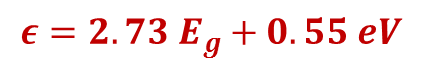 ϵ = 2.73 E_g + 0.55 eV